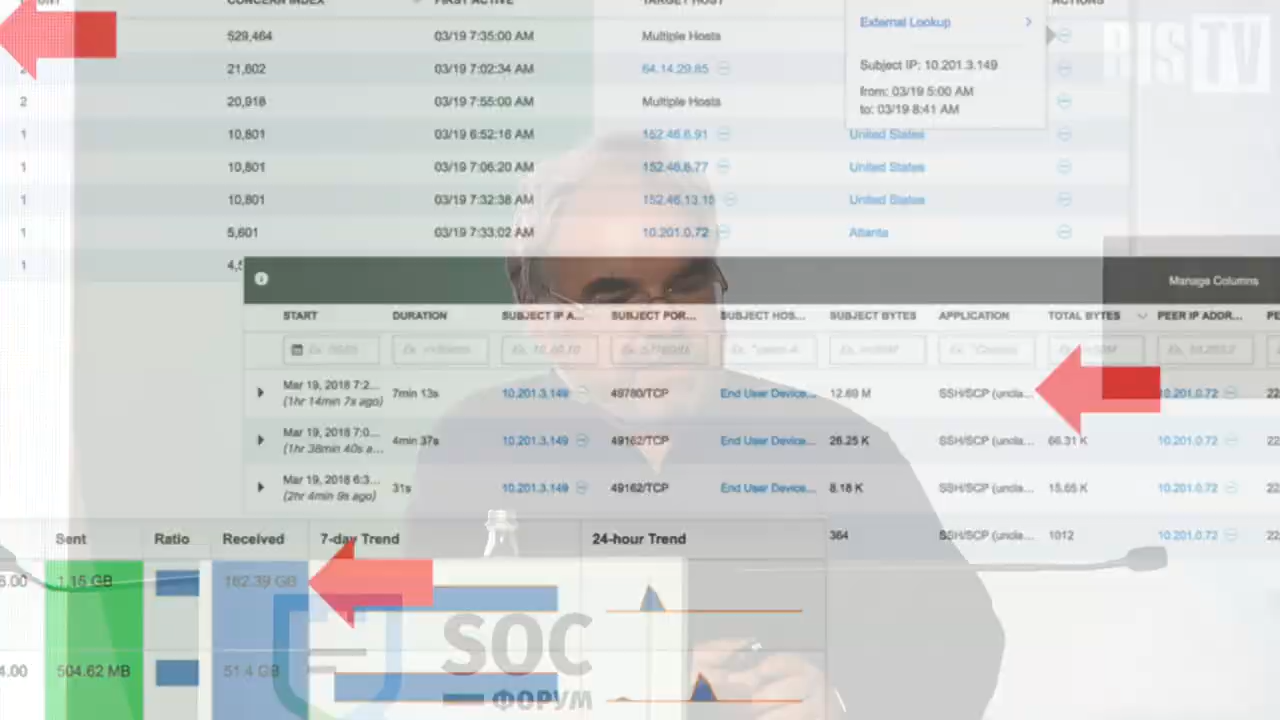 CONCERN INDEX FIRST ACTIVE TARGET HOST ACTIONS
529,464 03/19 7:35:00 AM Multiple Hosts
21,602 03/19 7:02:34 AM 64.14.29.85
2 20,918 03/19 7:55:00 AM Multiple Hosts
1 10,801 03/19 6:52:16 AM 152.46.6.91 United States
1 10,801 03/19 7:06:20 AM 152.46.6.77 United States
1 10,801 03/19 7:32:38 AM 152.46.13.15 United States
1 5,601 03/19 7:33:02 AM 10.201.0.72 Atlanta
1
External Lookup
Subject IP: 10.201.3.149
from: 03/19 5:00 AM
to: 03/19 8:41 AM
BIS TV
Manage Columns
START DURATION SUBJECT IP A... SUBJECT POR... SUBJECT HOS... SUBJECT BYTES APPLICATION TOTAL BYTES PEER IP ADDR...
Mar 19, 2018 7:2... 7min 13s 10.201.3.149 49780/TCP End User Device... 12.69 M SSH/SCP (uncla... 10.201.0.72
(1hr 14min 7s ago)
Mar 19, 2018 7:0... 4min 37s 10.201.3.149 49162/TCP End User Device... 26.25 K SSH/SCP (uncla... 66.31 K 10.201.0.72
(1hr 38min 40s a...
Mar 19, 2018 6:3... 31s 10.201.3.149 49162/TCP End User Device... 8.18 K SSH/SCP (uncla... 15.65 K 10.201.0.72
(2hr 4min 9s ago)
364 SSH/SCP (uncla... 1012 10.201.0.72
Sent Ratio Received 7-day Trend 24-hour Trend
1.15 GB 162.39 GB
504.62 MB 51.4 GB
SOC
ФОРУМ